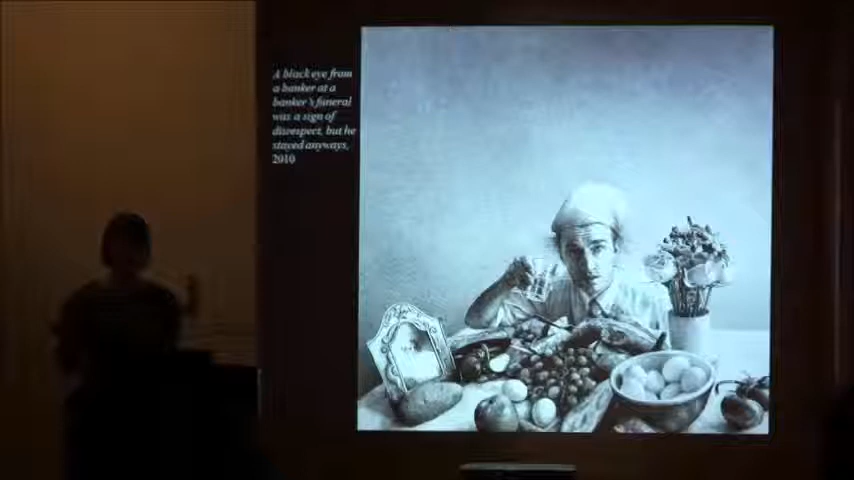 A black eye from
a banker at a
banker's funeral
was a sign of
disrespect, but he
stayed anyways,
2010